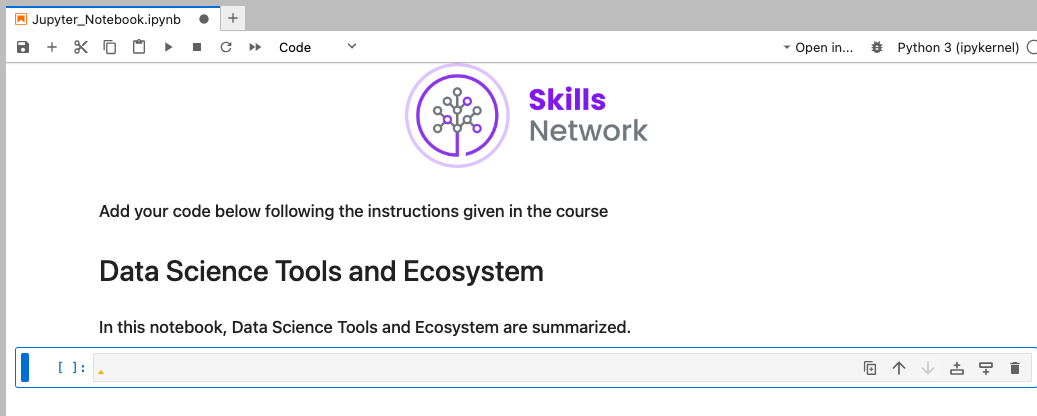 Jupyter_Notebook.ipynb
Code
Open in...
Python 3 (ipykernel)
Skills
Network
Add your code below following the instructions given in the course
Data Science Tools and Ecosystem
In this notebook, Data Science Tools and Ecosystem are summarized.
[ ]: